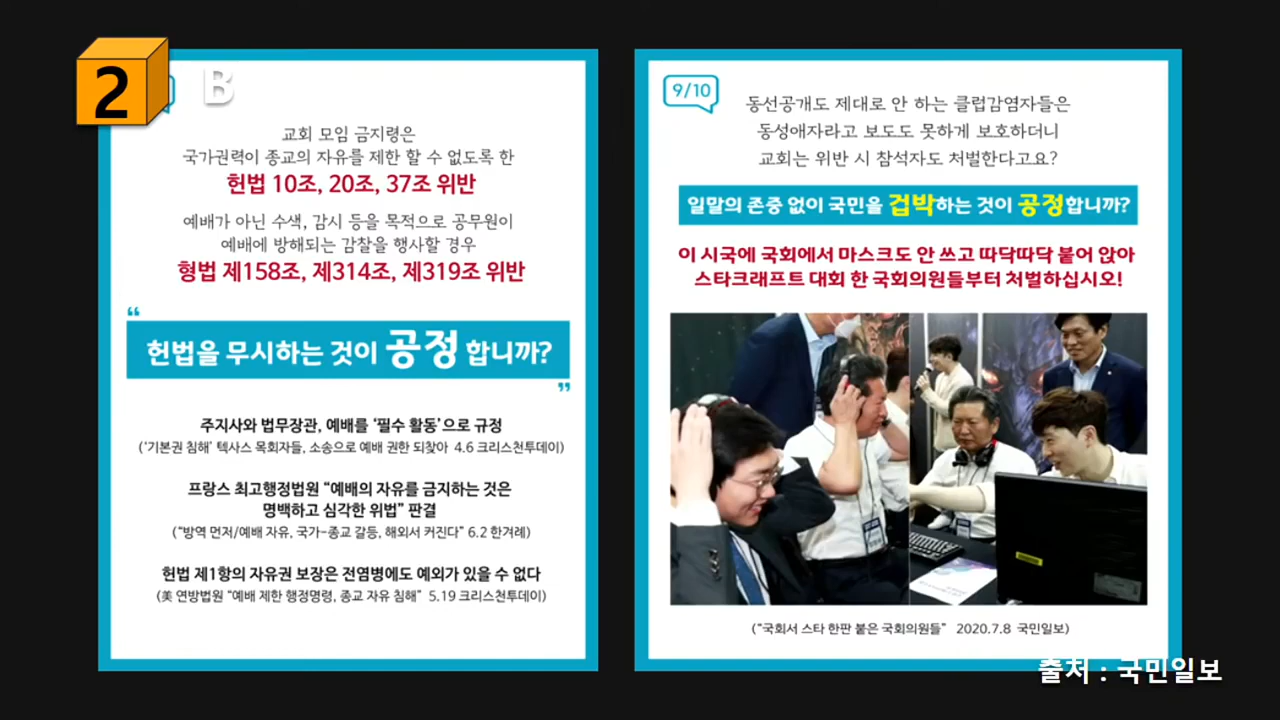 2
B
교회 모임 금지령은
국가권력이 종교의 자유를 제한 할 수 없도록 한
헌법 10조, 20조, 37조 위반
예배가 아닌 수색, 감시 등을 목적으로 공무원이
예배에 방해되는 감찰을 행사할 경우
형법 제158조, 제314조, 제319조 위반
“
헌법을 무시하는 것이 공정 합니까?
”
주지사와 법무장관, 예배를 ‘필수 활동’으로 규정
(‘기본권 침해’ 텍사스 목회자들, 소송으로 예배 권한 되찾아 4.6 크리스천투데이)
프랑스 최고행정법원 “예배의 자유를 금지하는 것은
명백하고 심각한 위법” 판결
(“방역 먼저/예배 자유, 국가-종교 갈등, 해외서 커진다” 6.2 한겨례)
헌법 제1항의 자유권 보장은 전염병에도 예외가 있을 수 없다
(美 연방법원 “예배 제한 행정명령, 종교 자유 침해” 5.19 크리스천투데이)
9/10
동선공개도 제대로 안 하는 클럽감염자들은
동성애자라고 보도도 못하게 보호하더니
교회는 위반 시 참석자도 처벌한다고요?
일말의 존중 없이 국민을 겁박하는 것이 공정합니까?
이 시국에 국회에서 마스크도 안 쓰고 따닥따닥 붙어 앉아
스타크래프트 대회 한 국회의원들부터 처벌하십시오!
(“국회서 스타 한판 붙은 국회의원들” 2020.7.8 국민일보)
출처 : 국민일보